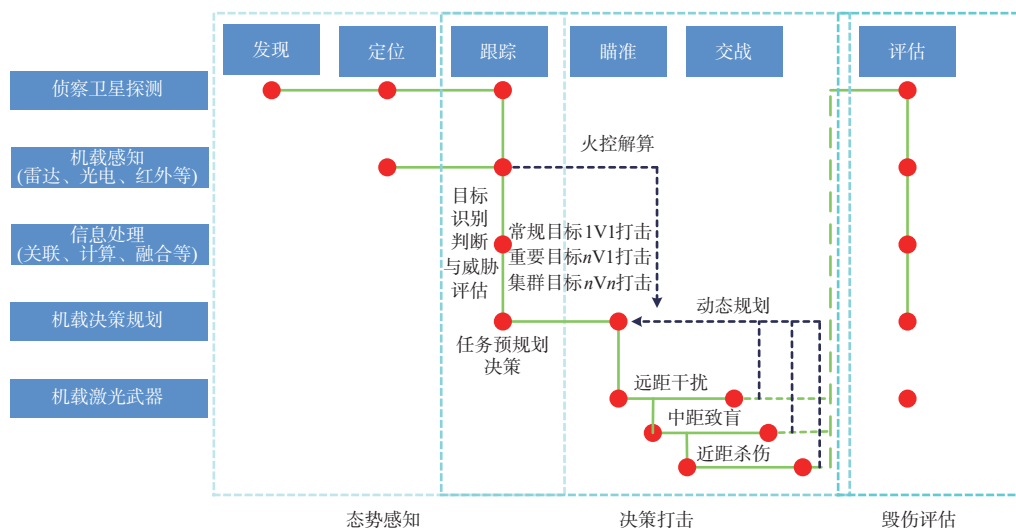 发现
定位
跟踪
瞄准
交战
评估
侦察卫星探测
机载感知
(雷达、光电、红外等)
信息处理
(关联、计算、融合等)
机载决策规划
机载激光武器
火控解算
目标
识别
判断
与威胁
评估
常规目标1V1打击
重要目标nV1打击
集群目标nVn打击
动态规划
任务预规划
决策
远距干扰
中距致盲
近距杀伤
态势感知
决策打击
毁伤评估